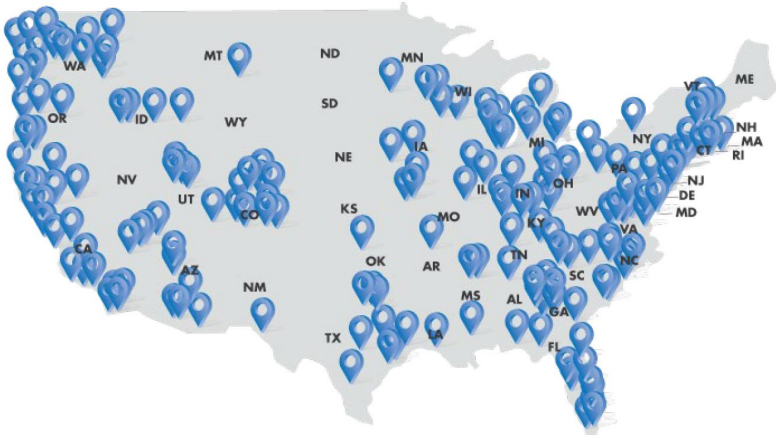 WA
MT
ND
MN
VT
ME
OR
ID
SD
WI
WY
MI
NY
NH
MA
CT
RI
NV
NE
IA
PA
UT
IL
IN
OH
NJ
DE
CO
KS
MO
KY
WV
MD
VA
CA
AZ
NM
OK
AR
TN
NC
SC
MS
AL
GA
TX
LA
FL